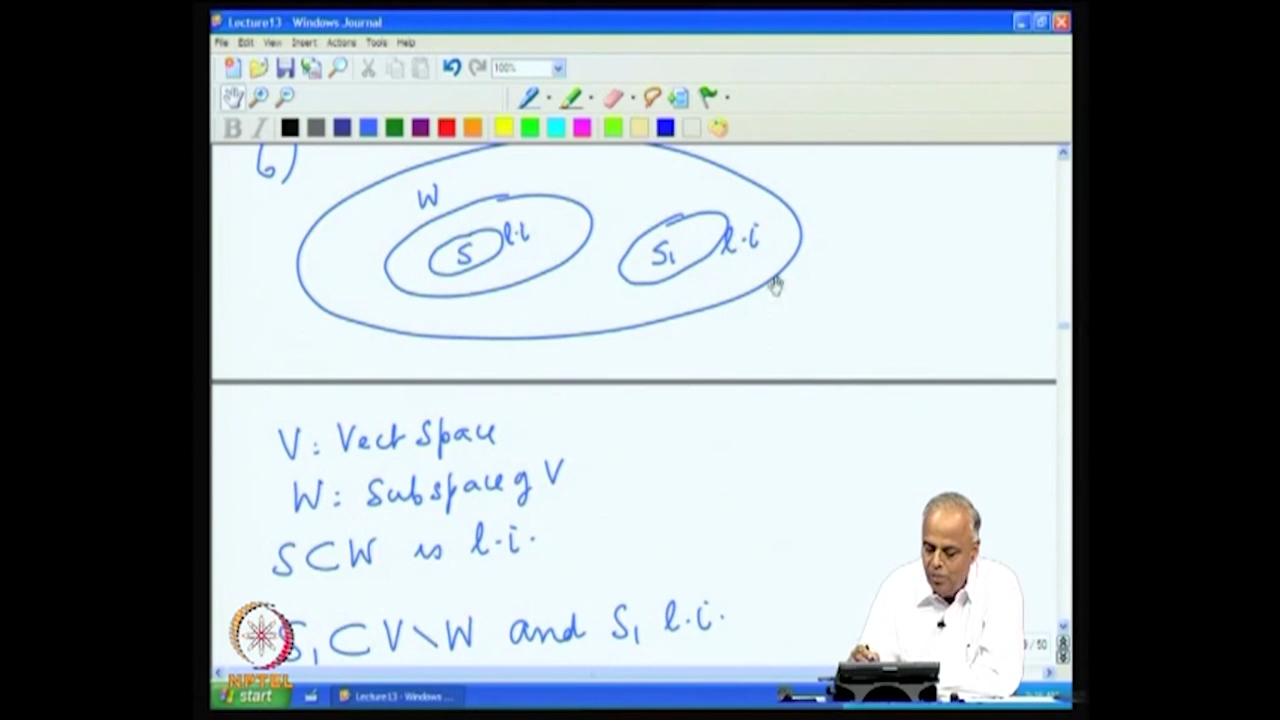 Lecture13 - Windows Journal
File Edit View Insert Actions Tools Help
100%
B I
6)
W
S l.i
S₁ l.i
V : Vect Space
W : Subspace of V
S ⊂ W is l.i.
S₁ ⊂ V \ W and S₁ l.i.
/ 50
NPTEL
start Lecture13 - Windows ...